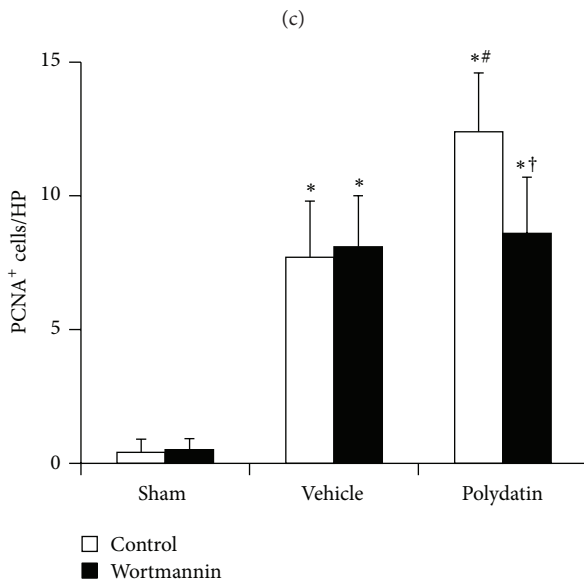 (c)
15
10
5
0
PCNA⁺ cells/HP
*
*
*#
*†
Sham
Vehicle
Polydatin
Control
Wortmannin